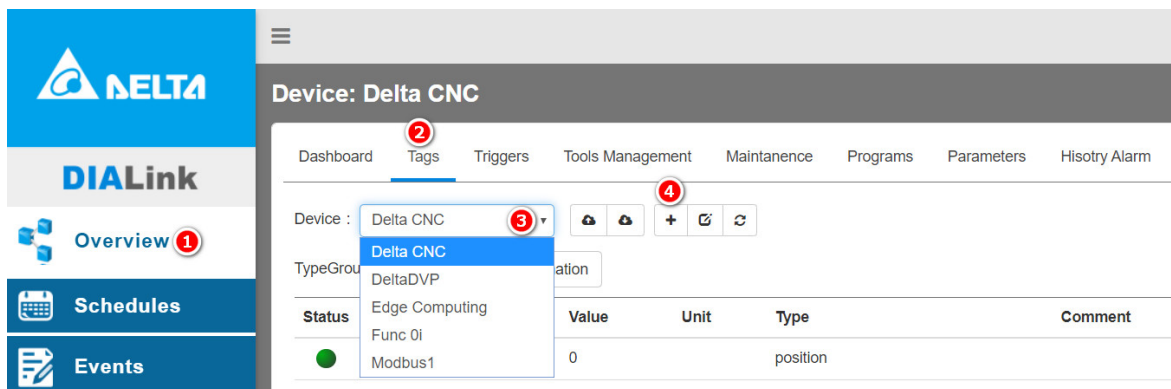 DELTA
DIALink
Overview 1
Schedules
Events
Device: Delta CNC
2
Dashboard Tags Triggers Tools Management Maintanence Programs Parameters Hisotry Alarm
4
Device : Delta CNC 3
Delta CNC
DeltaDVP
Edge Computing
Func 0i
Modbus1
TypeGrou ation
Status Value Unit Type Comment
0 position